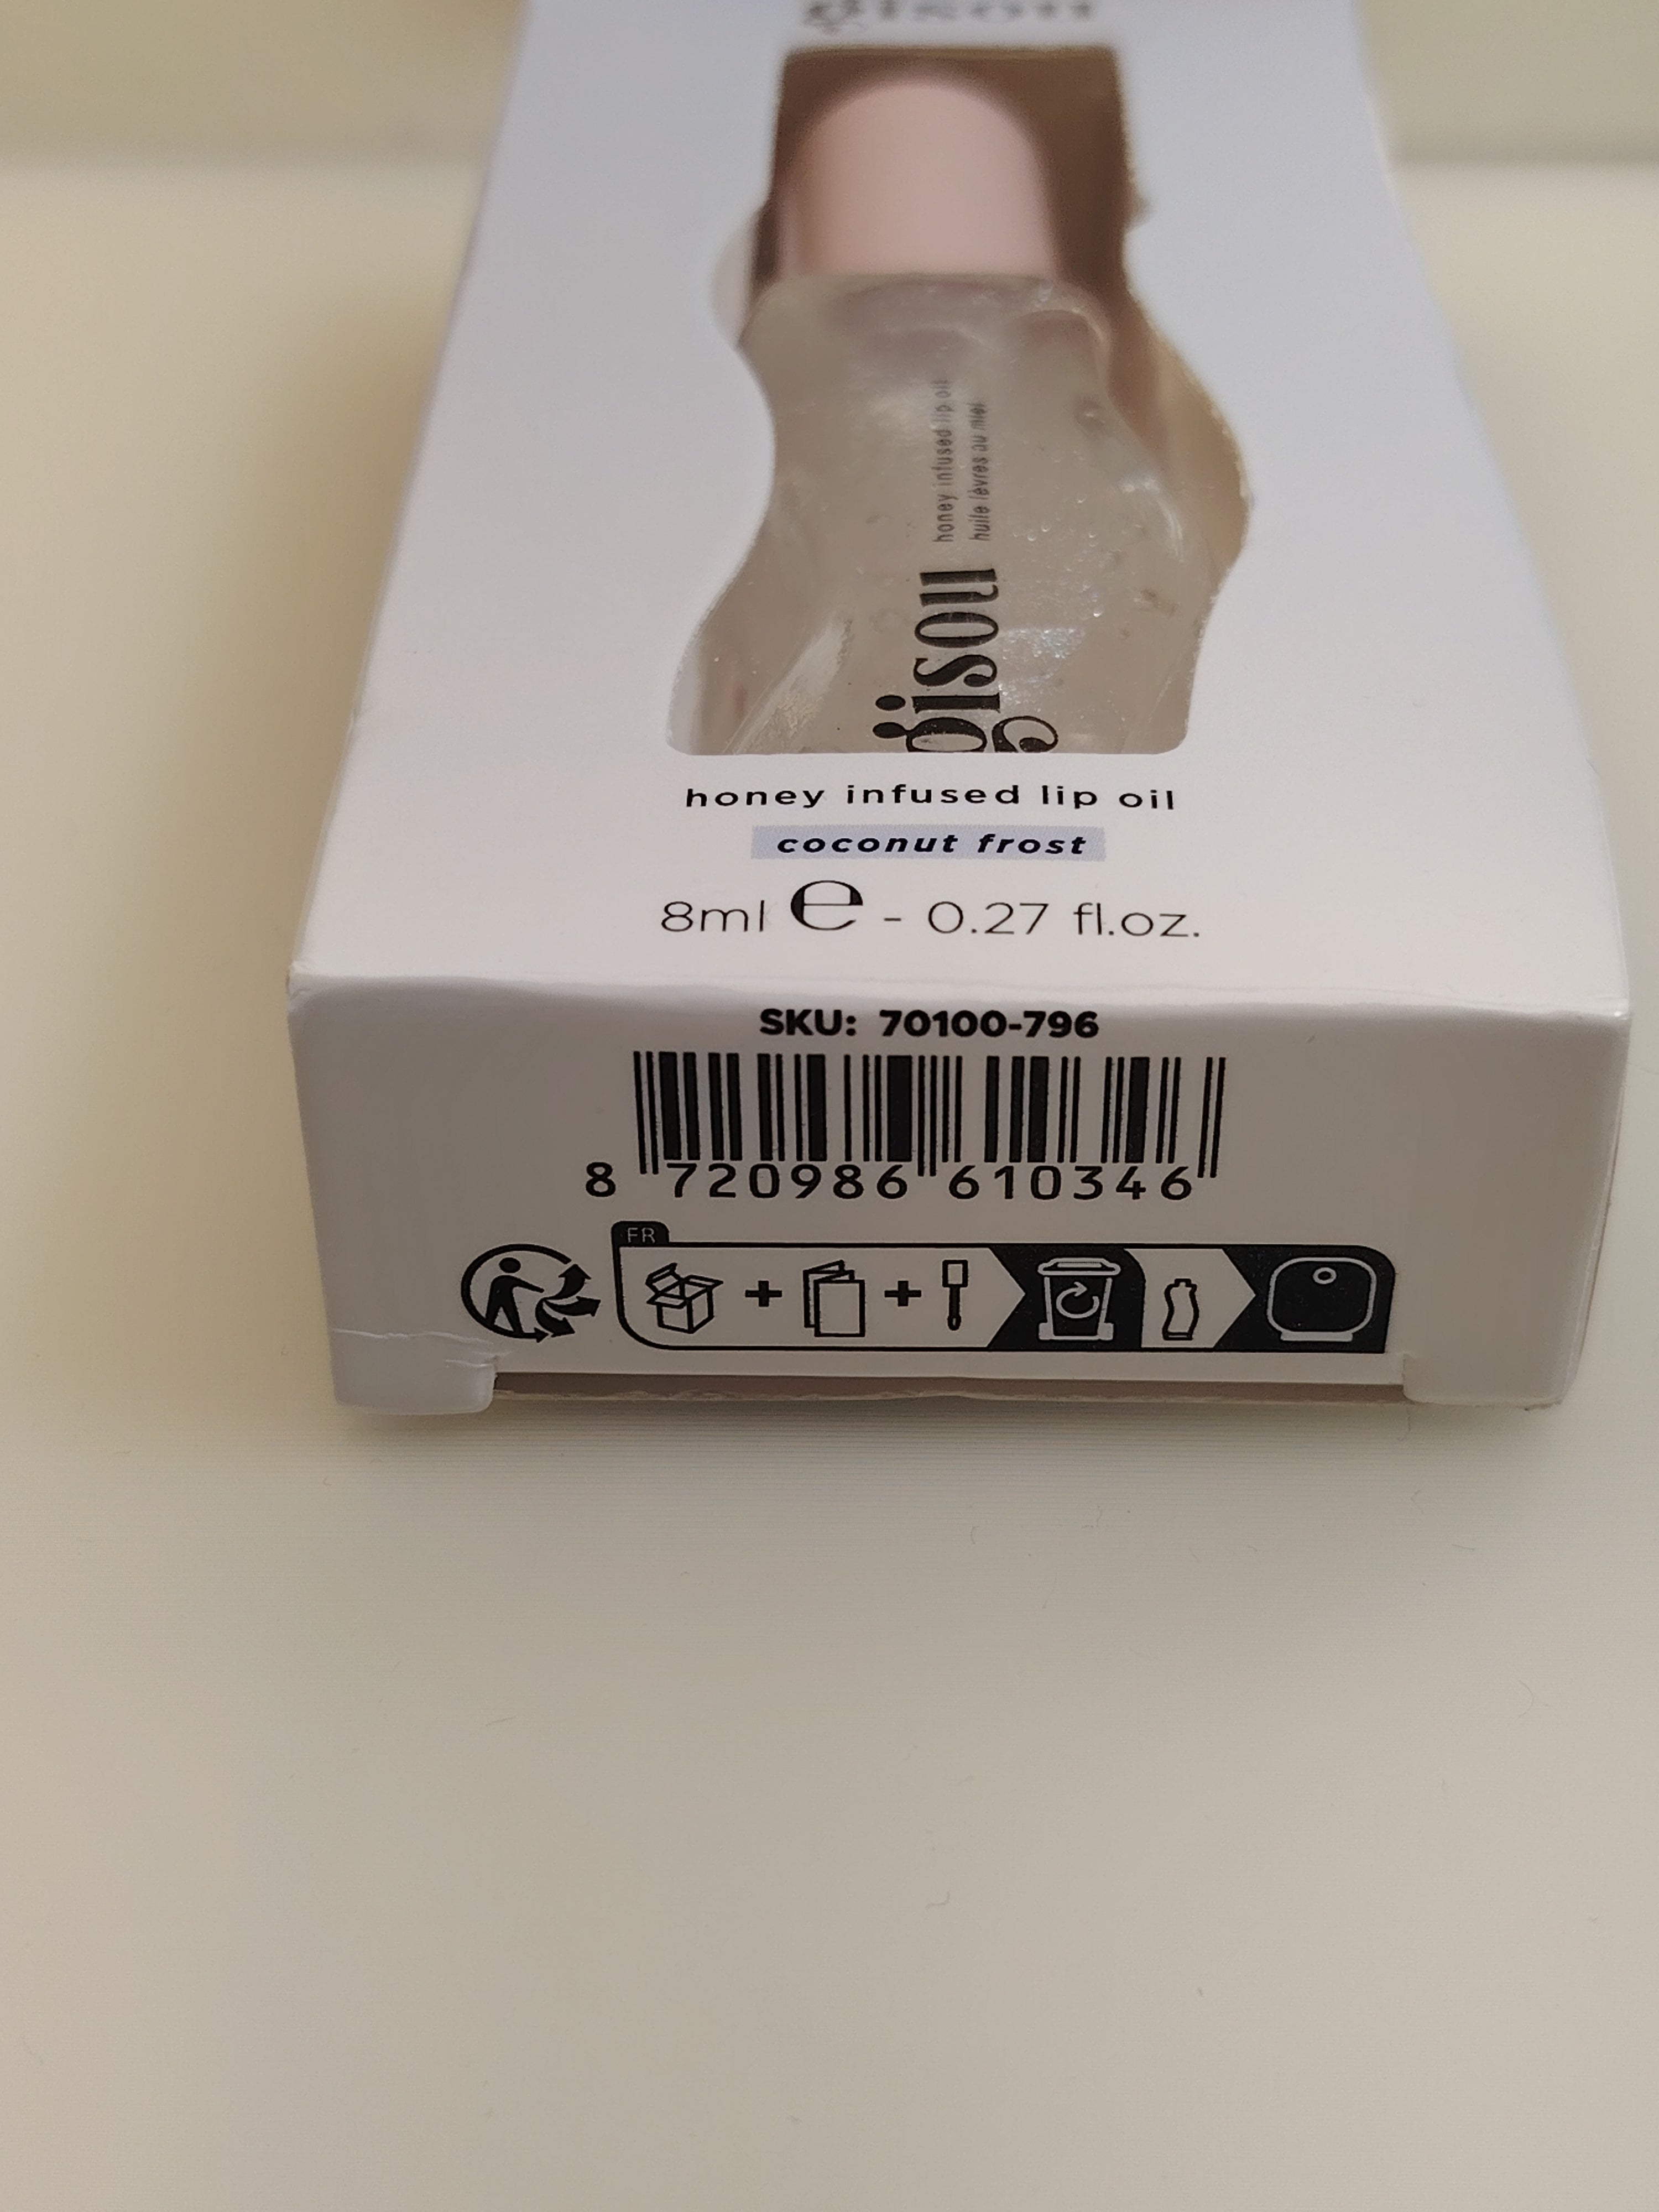 gisou
honey infused lip oil
huile lèvres au miel
gisou
honey infused lip oil
coconut frost
8ml e - 0.27 fl.oz.
SKU: 70100-796
8 720986 610346
FR